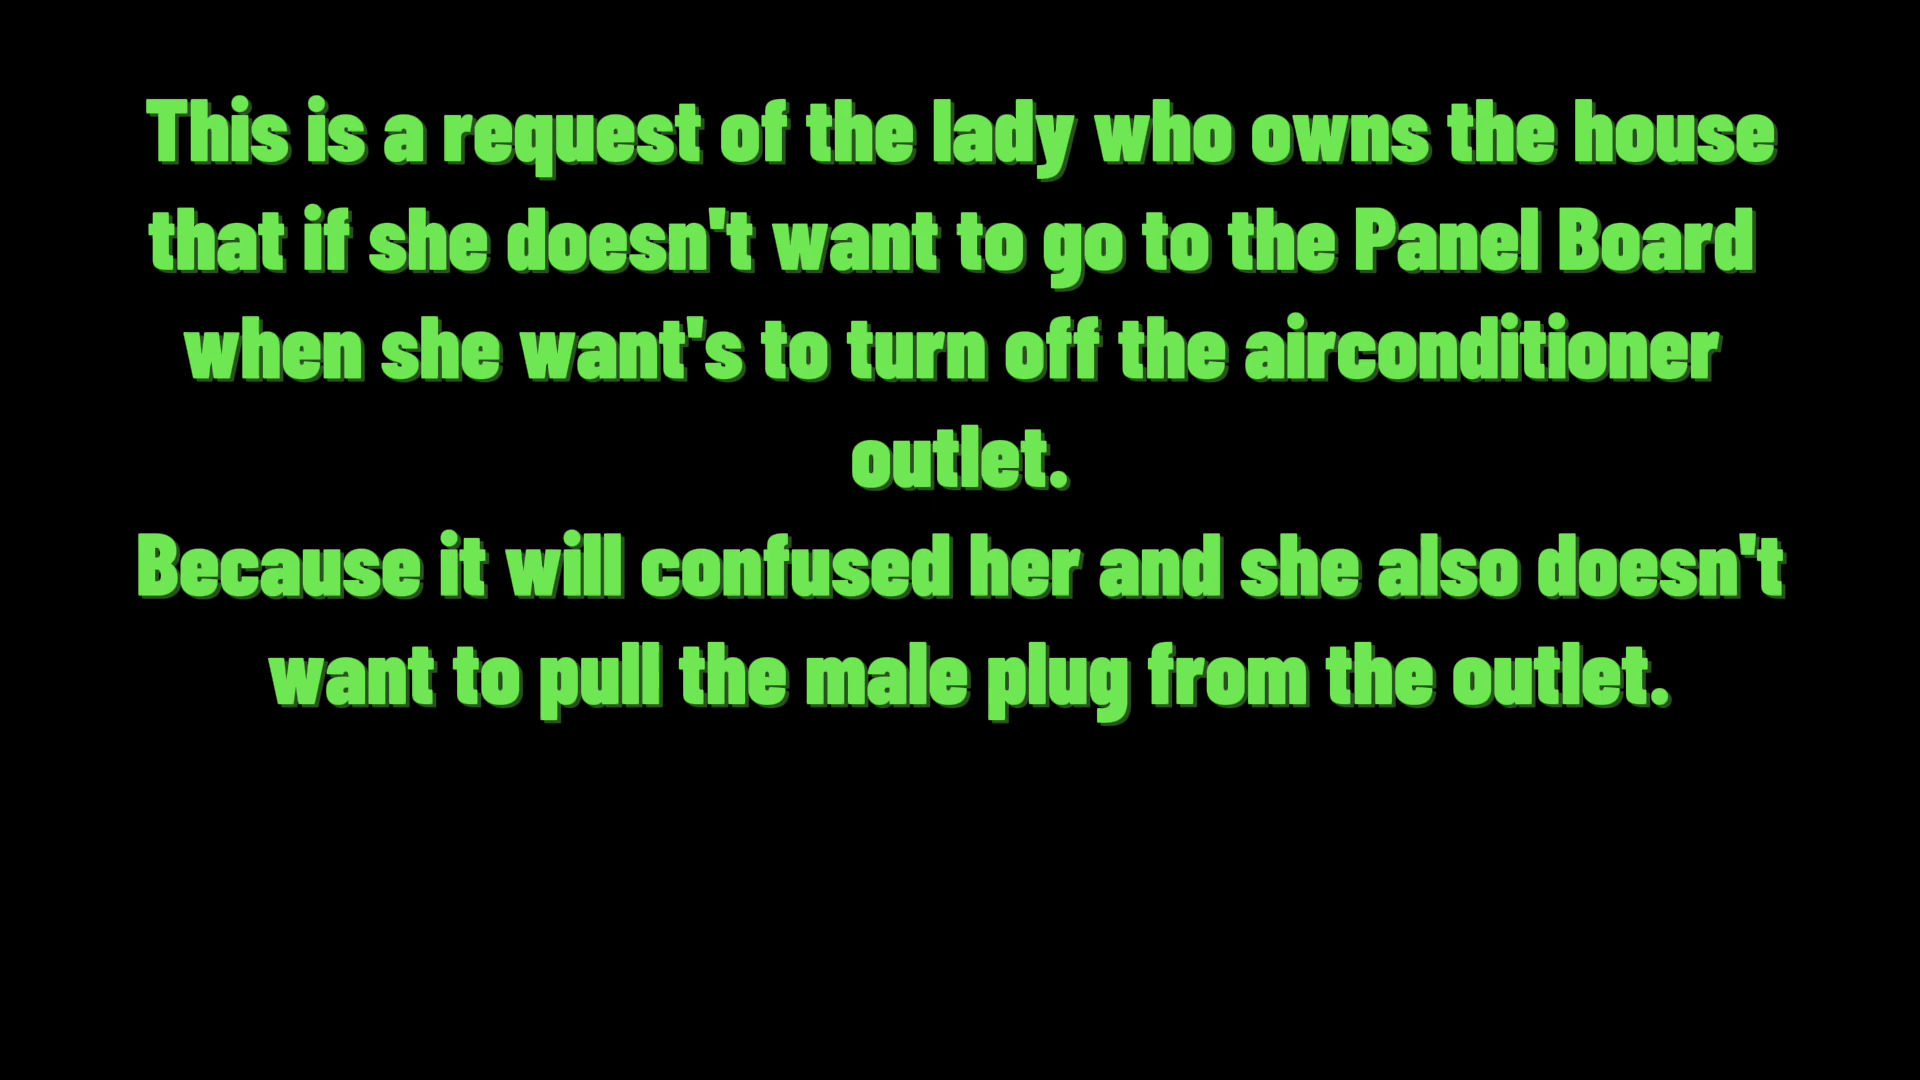 This is a request of the lady who owns the house
that if she doesn't want to go to the Panel Board
when she want's to turn off the airconditioner
outlet.
Because it will confused her and she also doesn't
want to pull the male plug from the outlet.